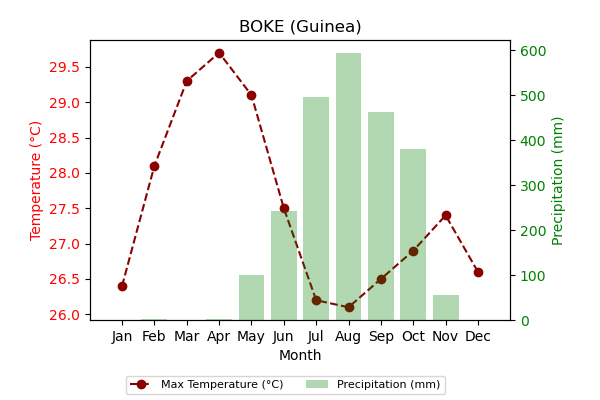 BOKE (Guinea)
Temperature (°C)
29.5
29.0
28.5
28.0
27.5
27.0
26.5
26.0
600
500
400
300
200
100
0
Precipitation (mm)
Jan Feb Mar Apr May Jun Jul Aug Sep Oct Nov Dec
Month
Max Temperature (°C) Precipitation (mm)